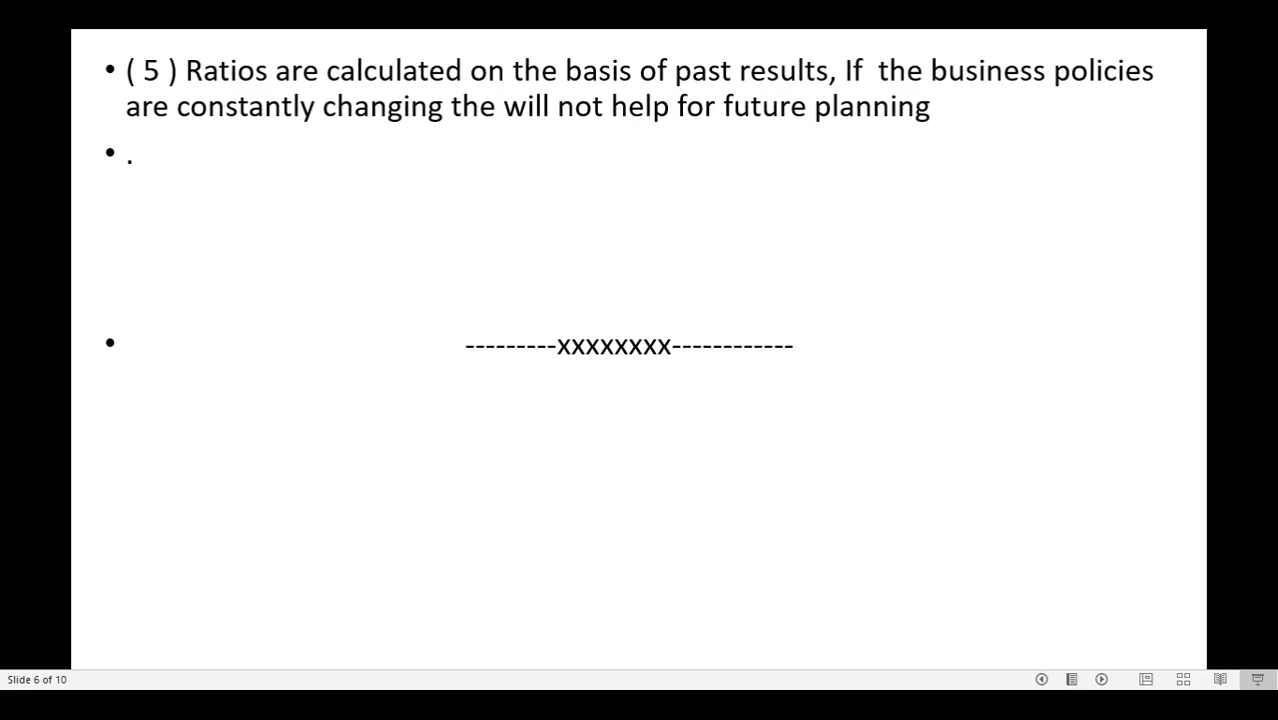 • ( 5 ) Ratios are calculated on the basis of past results, If  the business policies
are constantly changing the will not help for future planning
• .
• ---------xxxxxxxx------------
Slide 6 of 10